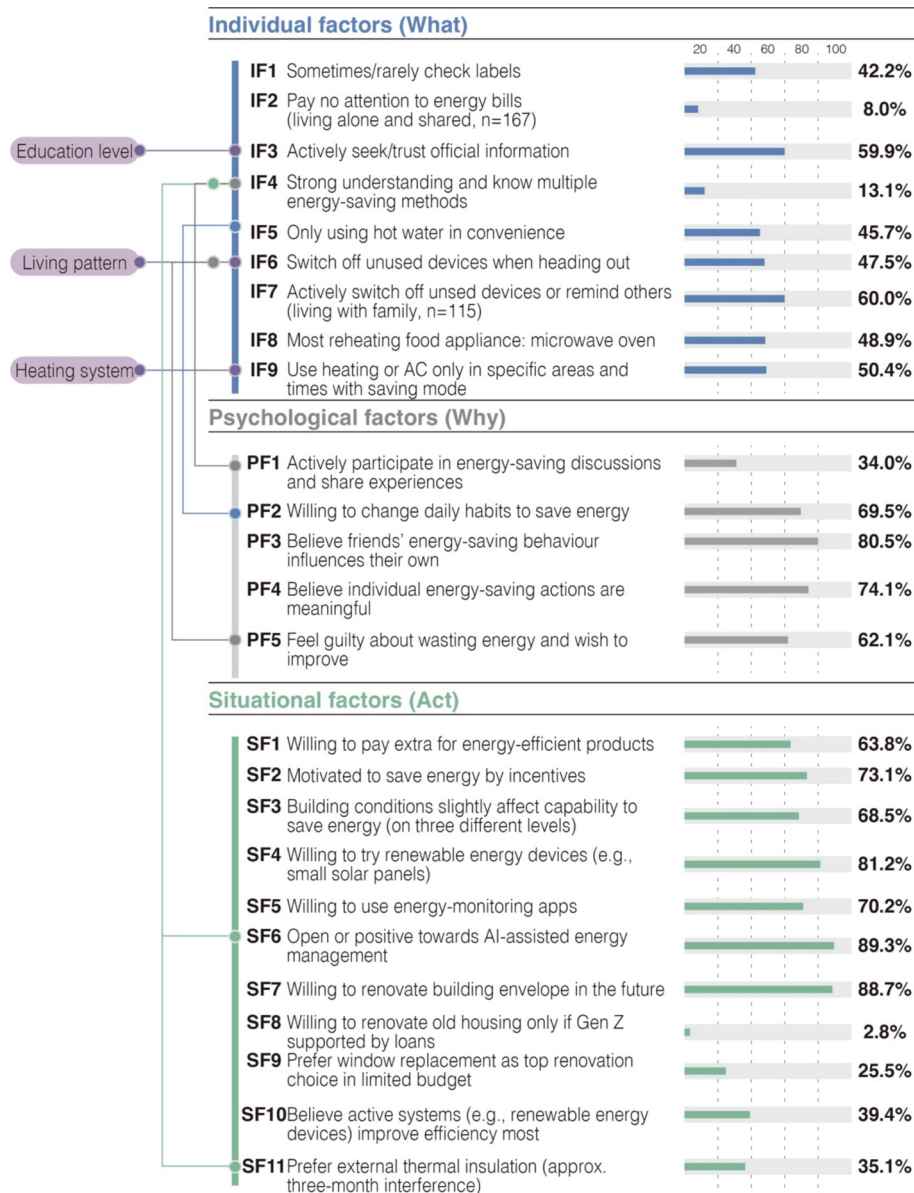 Individual factors (What)
20 40 60 80 100
IF1 Sometimes/rarely check labels 42.2%
IF2 Pay no attention to energy bills
(living alone and shared, n=167) 8.0%
Education level
IF3 Actively seek/trust official information 59.9%
IF4 Strong understanding and know multiple
energy-saving methods 13.1%
IF5 Only using hot water in convenience 45.7%
Living pattern
IF6 Switch off unused devices when heading out 47.5%
IF7 Actively switch off unsed devices or remind others
(living with family, n=115) 60.0%
IF8 Most reheating food appliance: microwave oven 48.9%
Heating system
IF9 Use heating or AC only in specific areas and
times with saving mode 50.4%
Psychological factors (Why)
PF1 Actively participate in energy-saving discussions
and share experiences 34.0%
PF2 Willing to change daily habits to save energy 69.5%
PF3 Believe friends' energy-saving behaviour
influences their own 80.5%
PF4 Believe individual energy-saving actions are
meaningful 74.1%
PF5 Feel guilty about wasting energy and wish to
improve 62.1%
Situational factors (Act)
SF1 Willing to pay extra for energy-efficient products 63.8%
SF2 Motivated to save energy by incentives 73.1%
SF3 Building conditions slightly affect capability to
save energy (on three different levels) 68.5%
SF4 Willing to try renewable energy devices (e.g.,
small solar panels) 81.2%
SF5 Willing to use energy-monitoring apps 70.2%
SF6 Open or positive towards AI-assisted energy
management 89.3%
SF7 Willing to renovate building envelope in the future 88.7%
SF8 Willing to renovate old housing only if Gen Z
supported by loans 2.8%
SF9 Prefer window replacement as top renovation
choice in limited budget 25.5%
SF10 Believe active systems (e.g., renewable energy
devices) improve efficiency most 39.4%
SF11 Prefer external thermal insulation (approx.
three-month interference) 35.1%